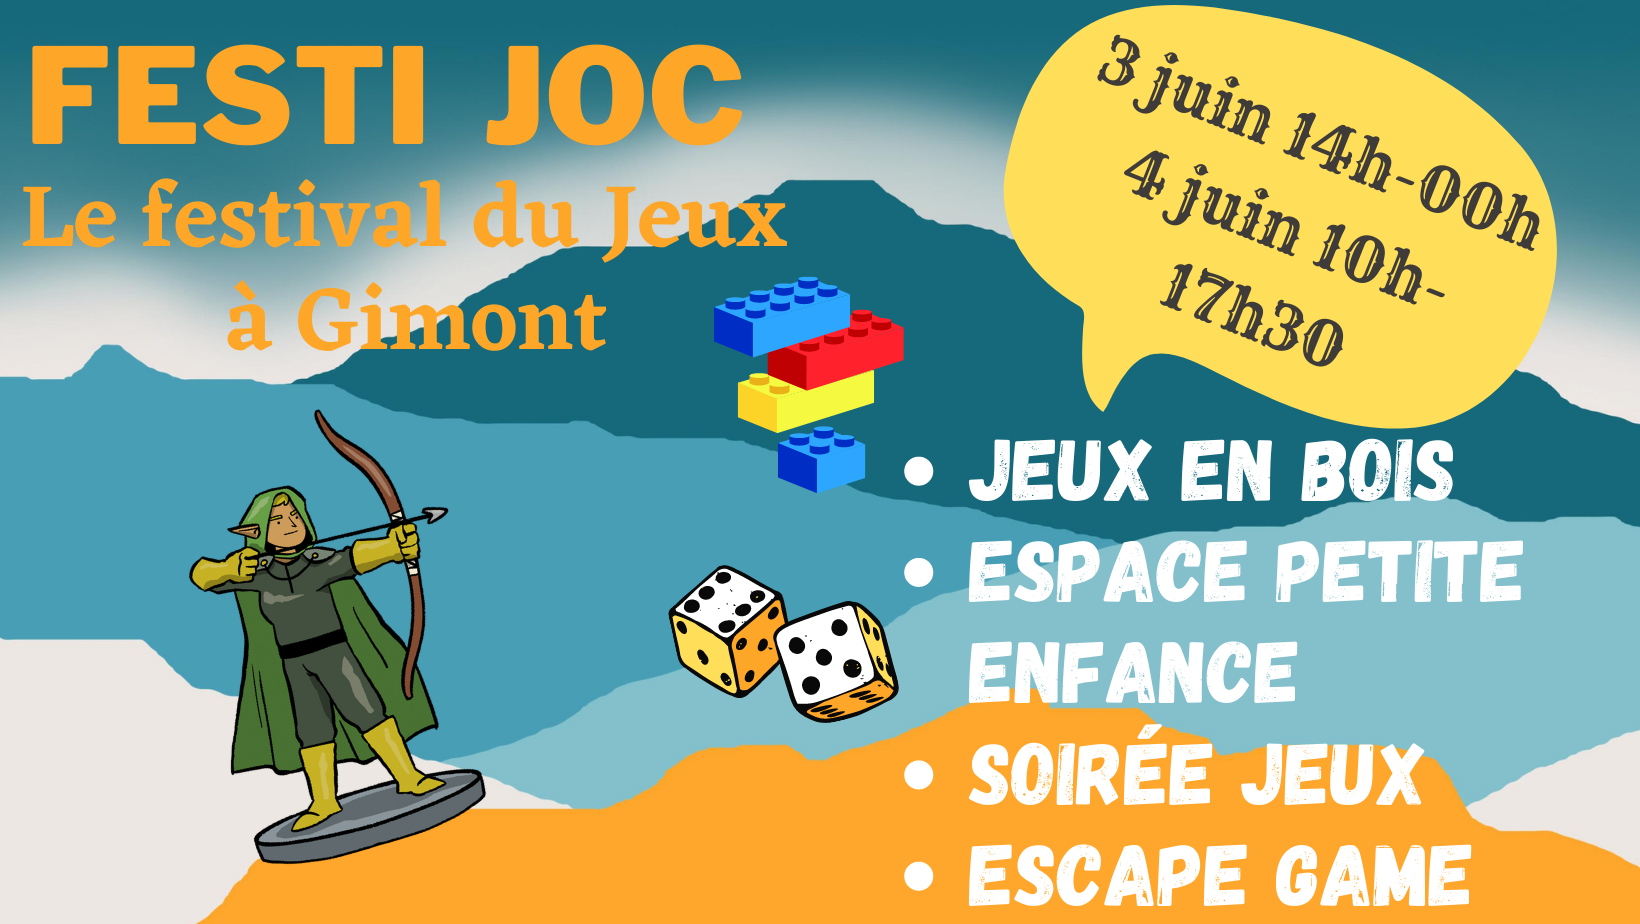 FESTI JOC
Le festival du Jeux
à Gimont
3 juin 14h-00h
4 juin 10h-
17h30
• JEUX EN BOIS
• ESPACE PETITE
ENFANCE
• SOIRÉE JEUX
• ESCAPE GAME